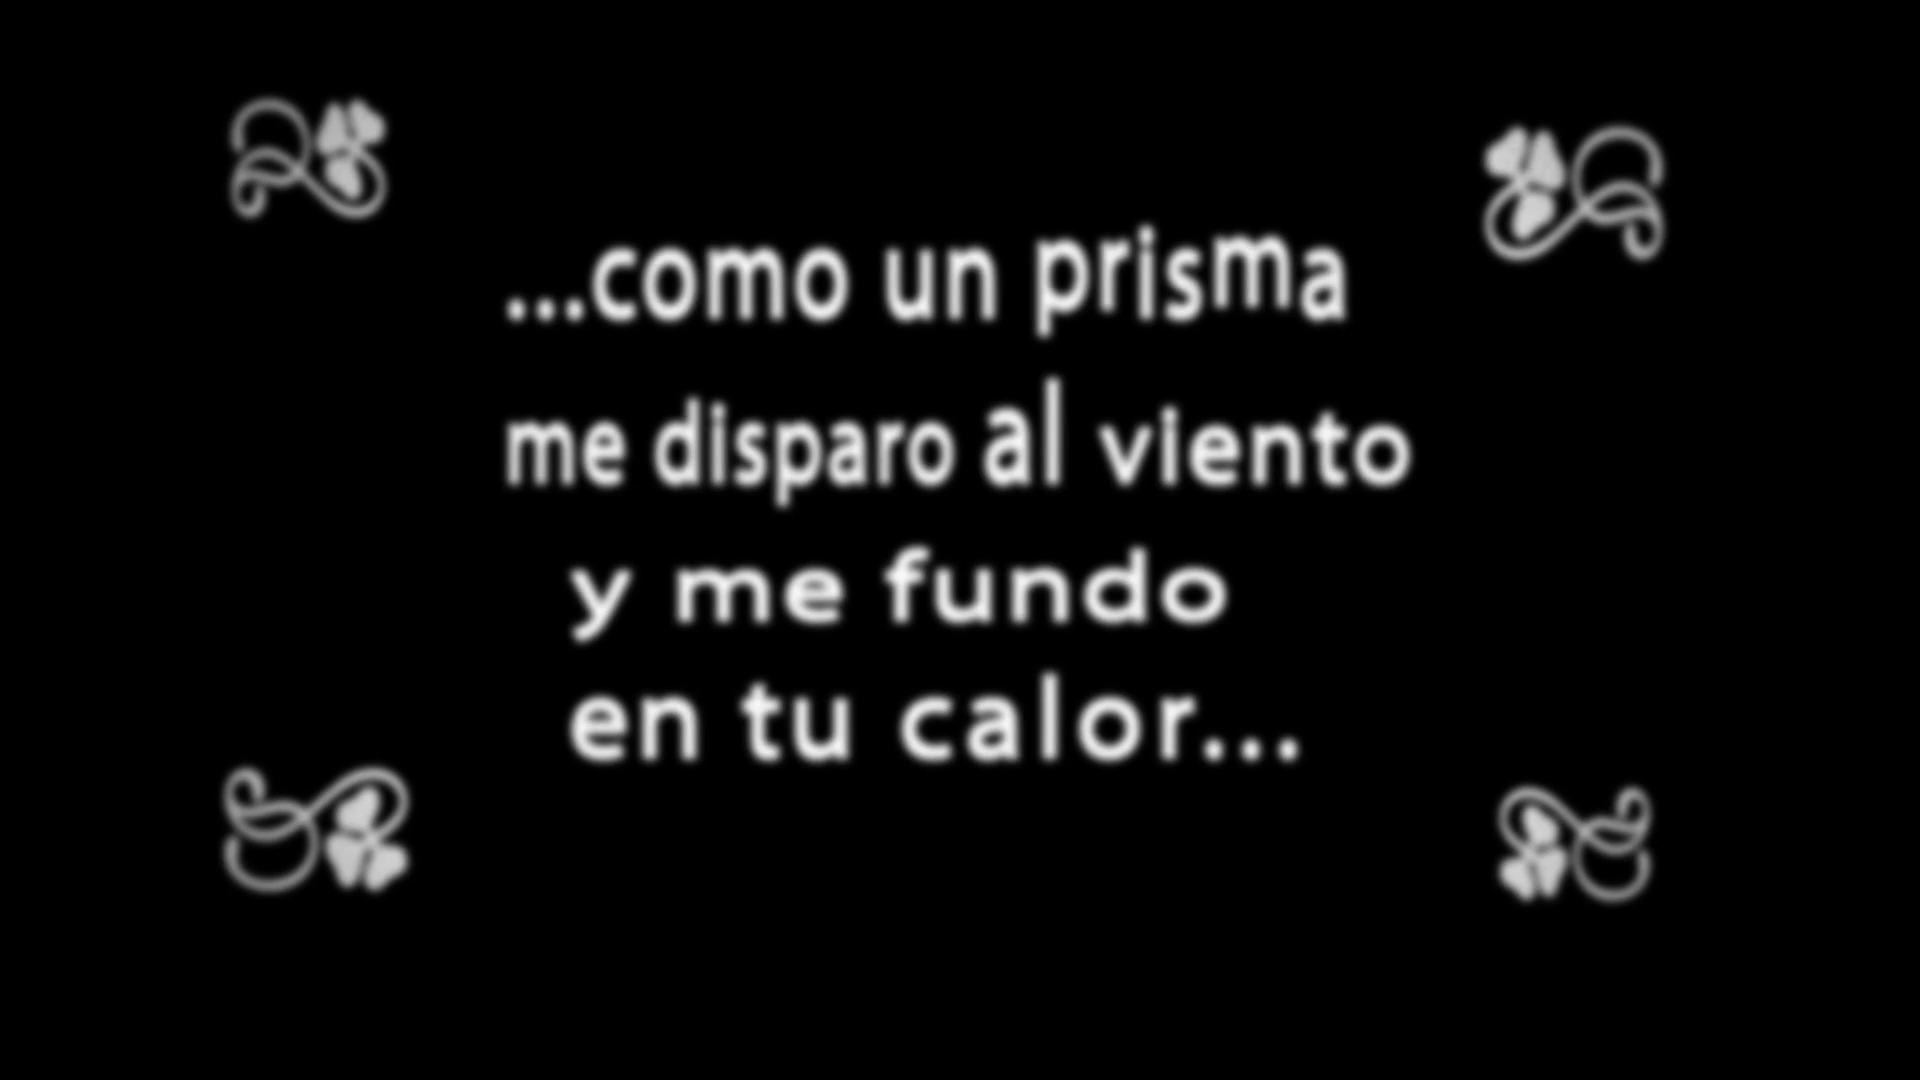 ...como un prisma
me disparo al viento
y me fundo
en tu calor...